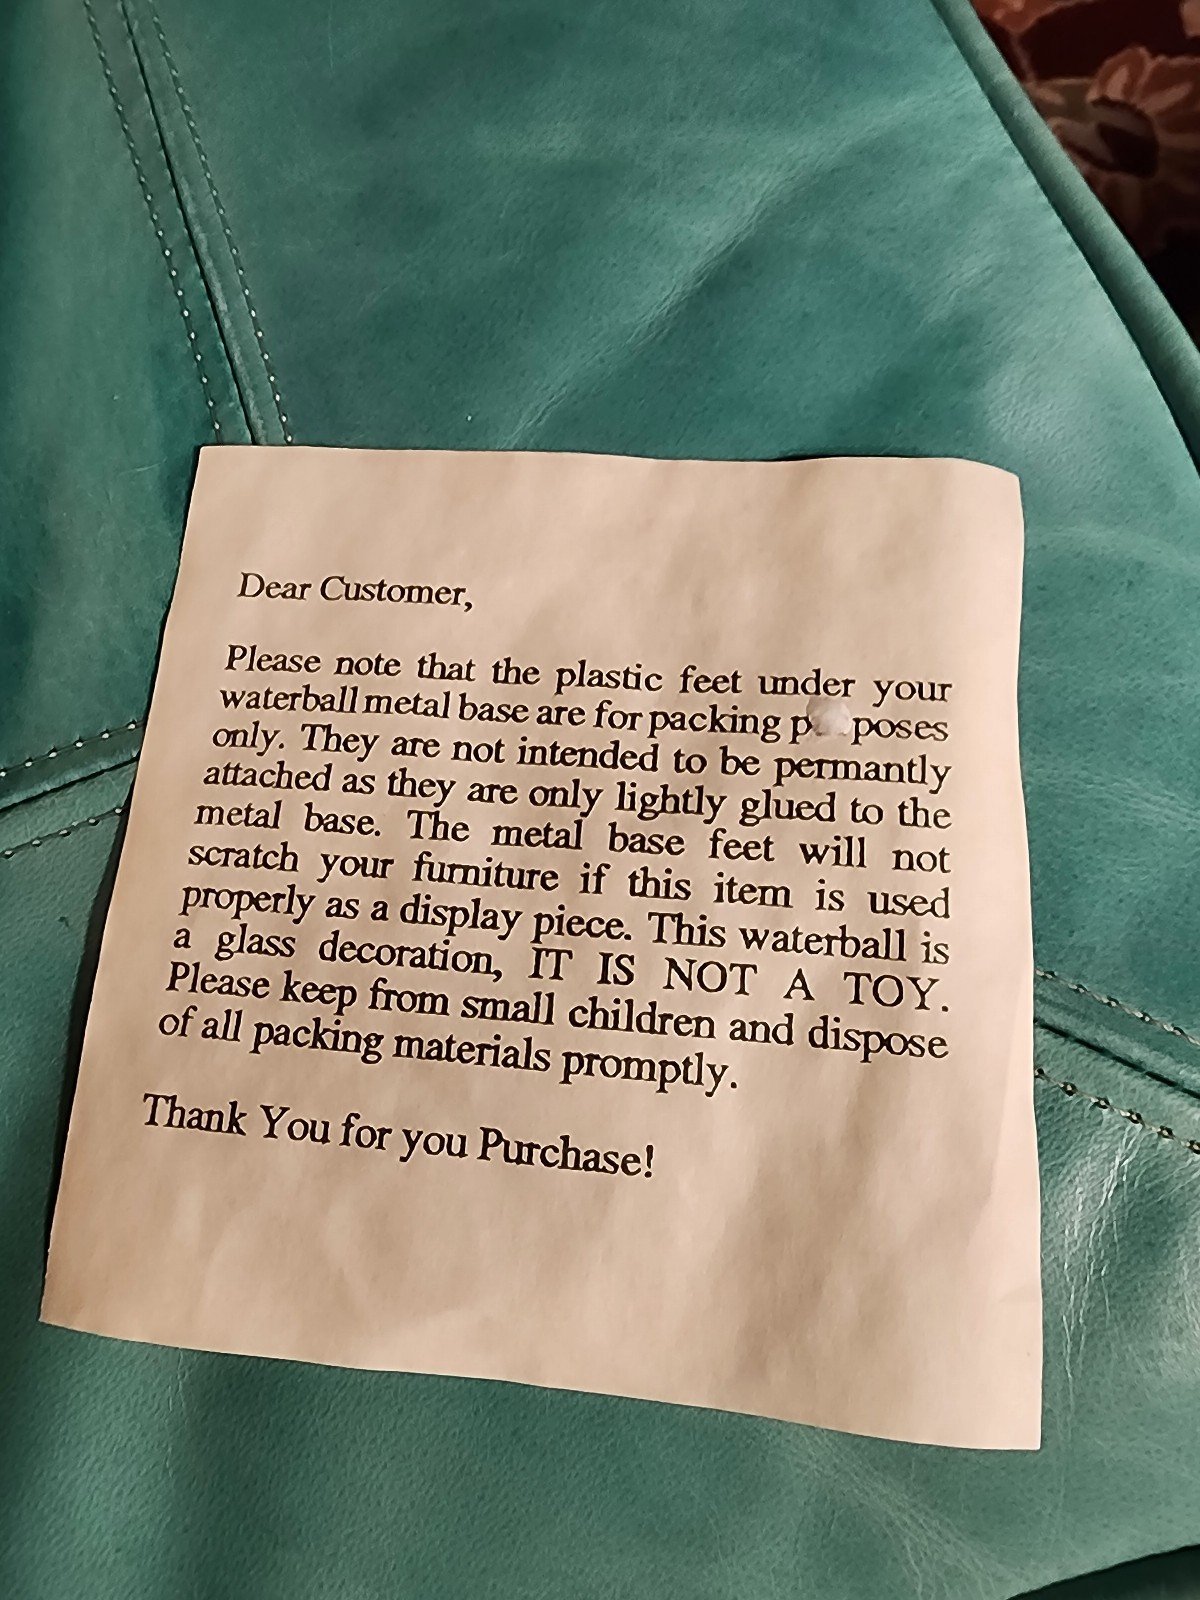 Dear Customer,
Please note that the plastic feet under your
waterball metal base are for packing
only. They are not intended to be permantly
attached as they are only lightly glued to the
metal base. The metal base feet will not
scratch your furniture if this item is used
properly as a display piece. This waterball is
a glass decoration, IT IS NOT A TOY.
Please keep from small children and dispose
of all packing materials promptly.
Thank You for you Purchase!